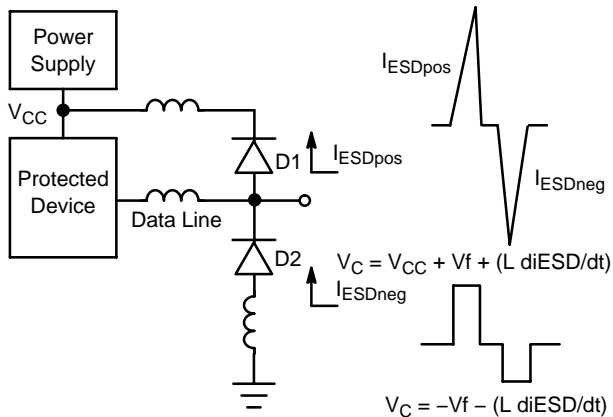 Power
Supply
V_CC
Protected
Device
Data Line
D1
I_ESDpos
D2
I_ESDneg
I_ESDpos
I_ESDneg
V_C = V_CC + Vf + (L diESD/dt)
V_C = −Vf − (L diESD/dt)